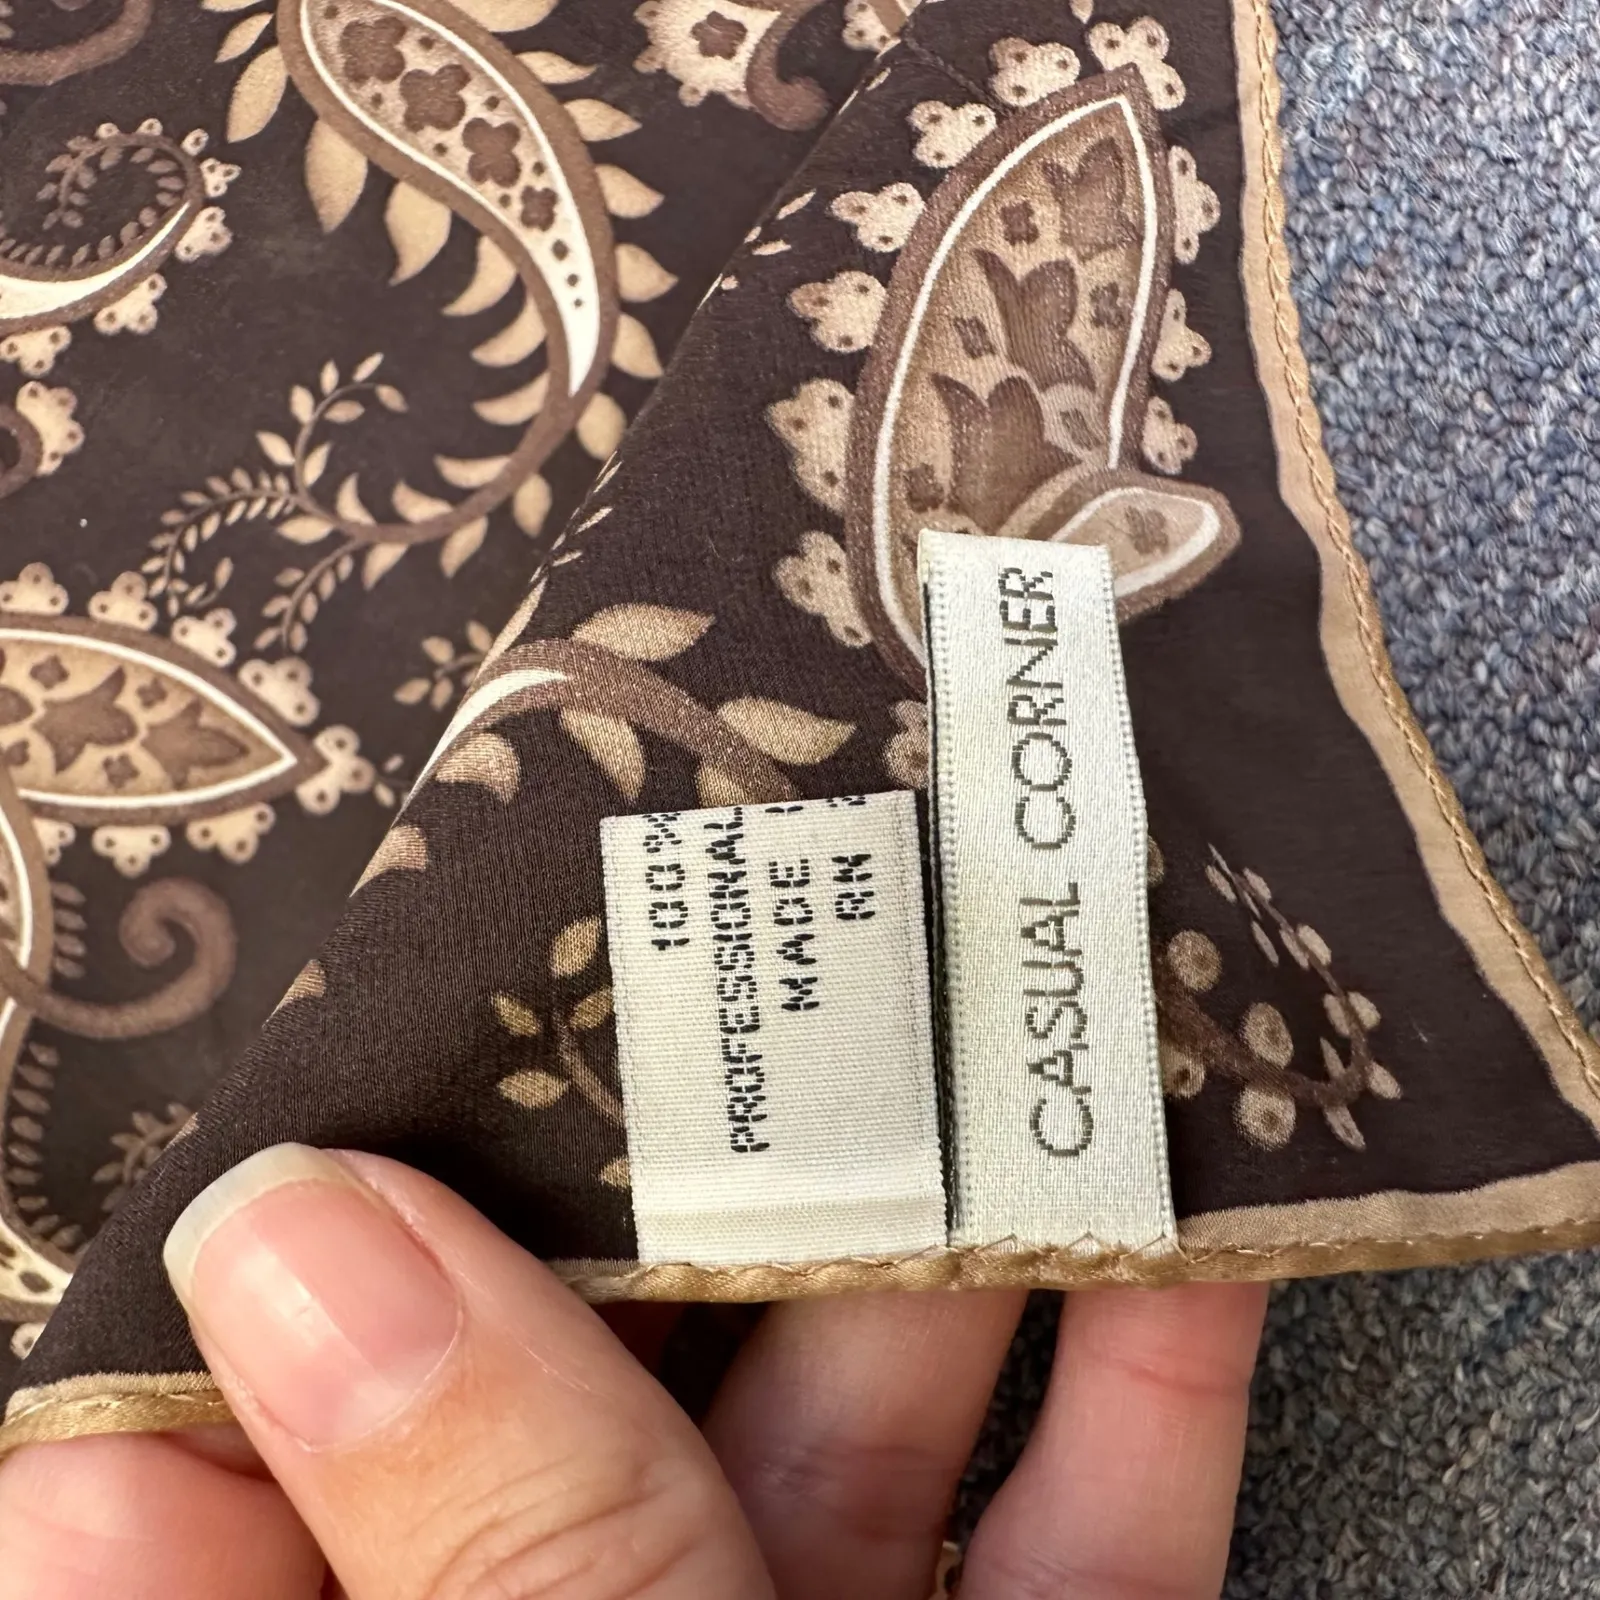 100%
PROFESSIONAL
MADE
RN
CASUAL CORNER